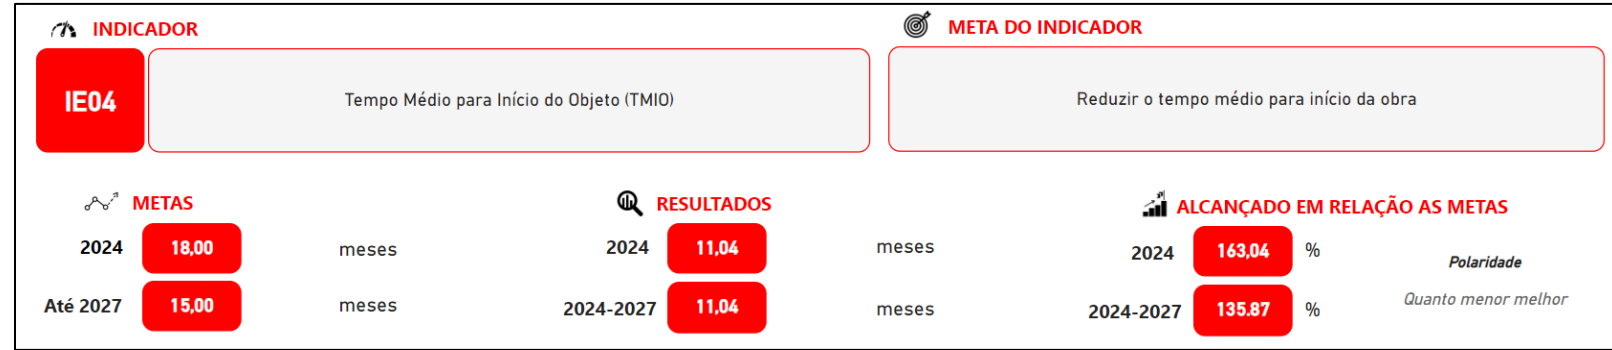 INDICADOR
META DO INDICADOR
IE04
Tempo Médio para Início do Objeto (TMIO)
Reduzir o tempo médio para início da obra
METAS
RESULTADOS
ALCANÇADO EM RELAÇÃO AS METAS
2024 18,00 meses
2024 11,04 meses
2024 163,04 %
Polaridade
Até 2027 15,00 meses
2024-2027 11,04 meses
2024-2027 135.87 %
Quanto menor melhor